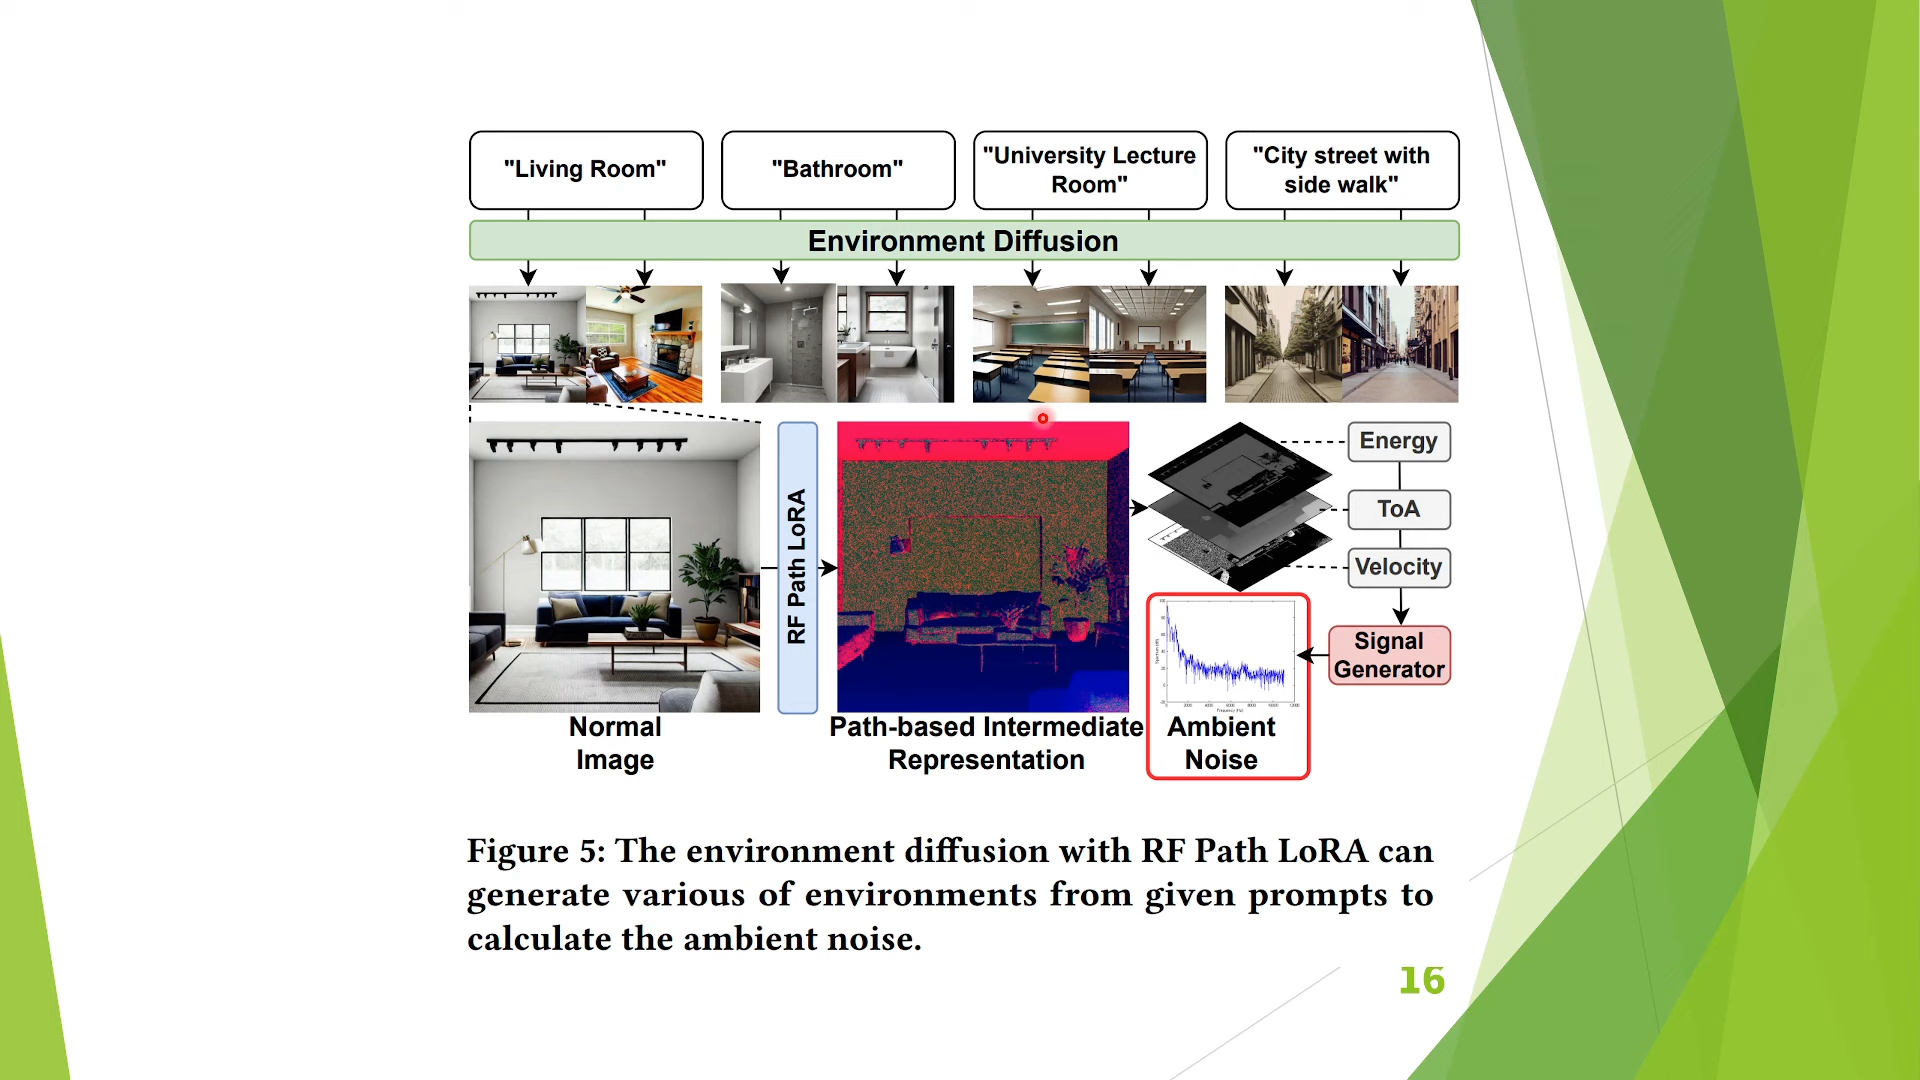 "Living Room"
"Bathroom"
"University Lecture
Room"
"City street with
side walk"
Environment Diffusion
RF Path LoRA
Energy
ToA
Velocity
Signal
Generator
Normal
Image
Path-based Intermediate
Representation
Ambient
Noise
Figure 5: The environment diffusion with RF Path LoRA can
generate various of environments from given prompts to
calculate the ambient noise.
16